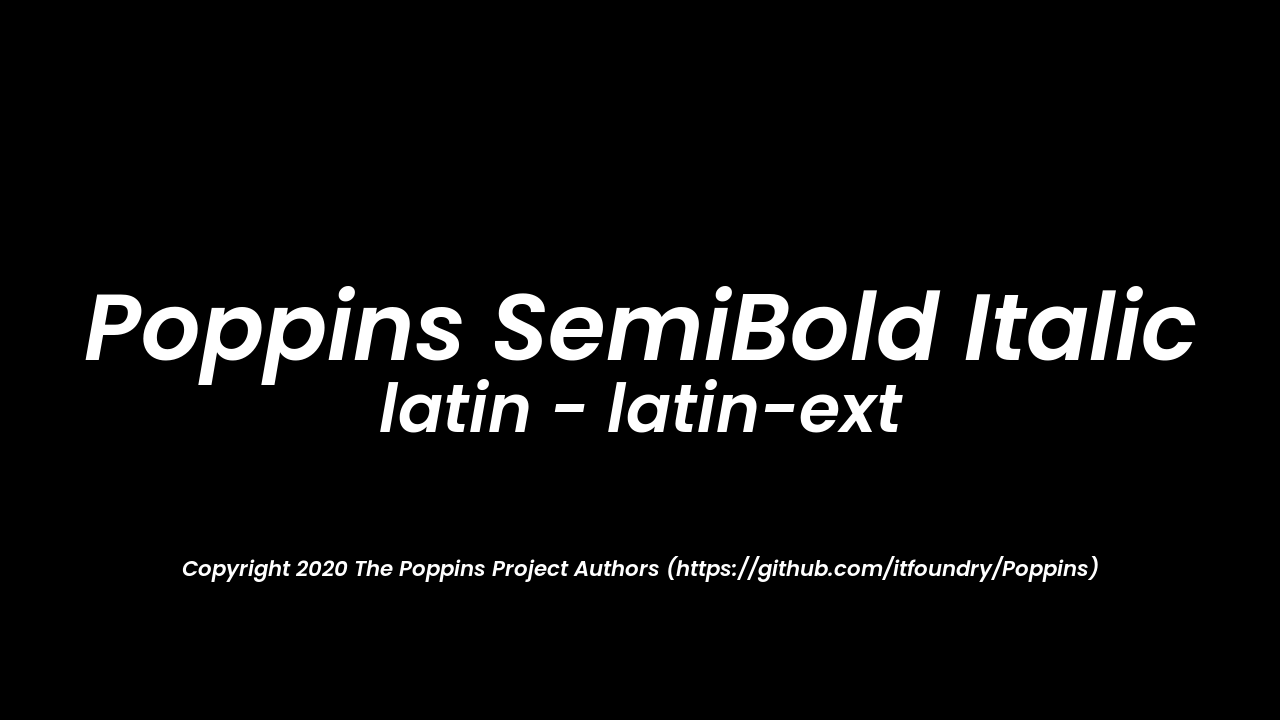 Poppins SemiBold Italic
latin - latin-ext
Copyright 2020 The Poppins Project Authors (https://github.com/itfoundry/Poppins)